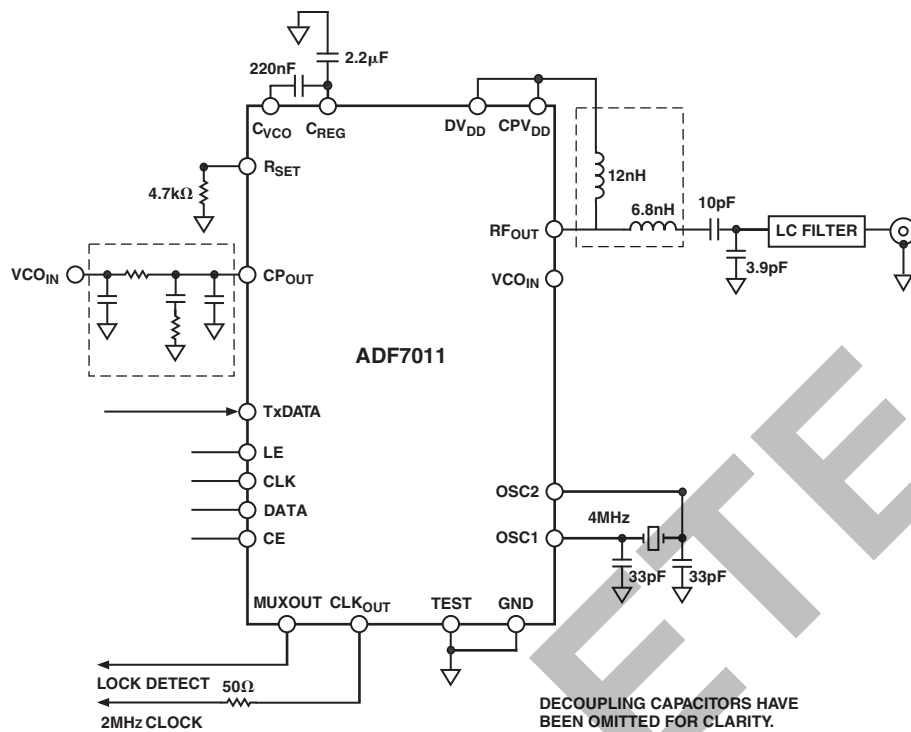 2.2µF
220nF
CVCO
CREG
DVDD
CPVDD
RSET
4.7kΩ
12nH
6.8nH
10pF
RFOUT
LC FILTER
3.9pF
VCOIN
CPOUT
VCOIN
ADF7011
TxDATA
LE
CLK
DATA
CE
OSC2
4MHz
OSC1
33pF
33pF
MUXOUT
CLKOUT
TEST
GND
LOCK DETECT
50Ω
2MHz CLOCK
DECOUPLING CAPACITORS HAVE
BEEN OMITTED FOR CLARITY.
ETE